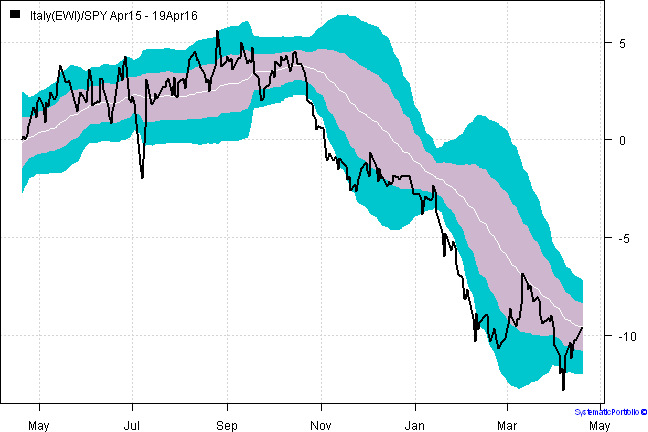 Italy(EWI)/SPY Apr15 - 19Apr16
5
0
-5
-10
May Jul Sep Nov Jan Mar May
SystematicPortfolio ©